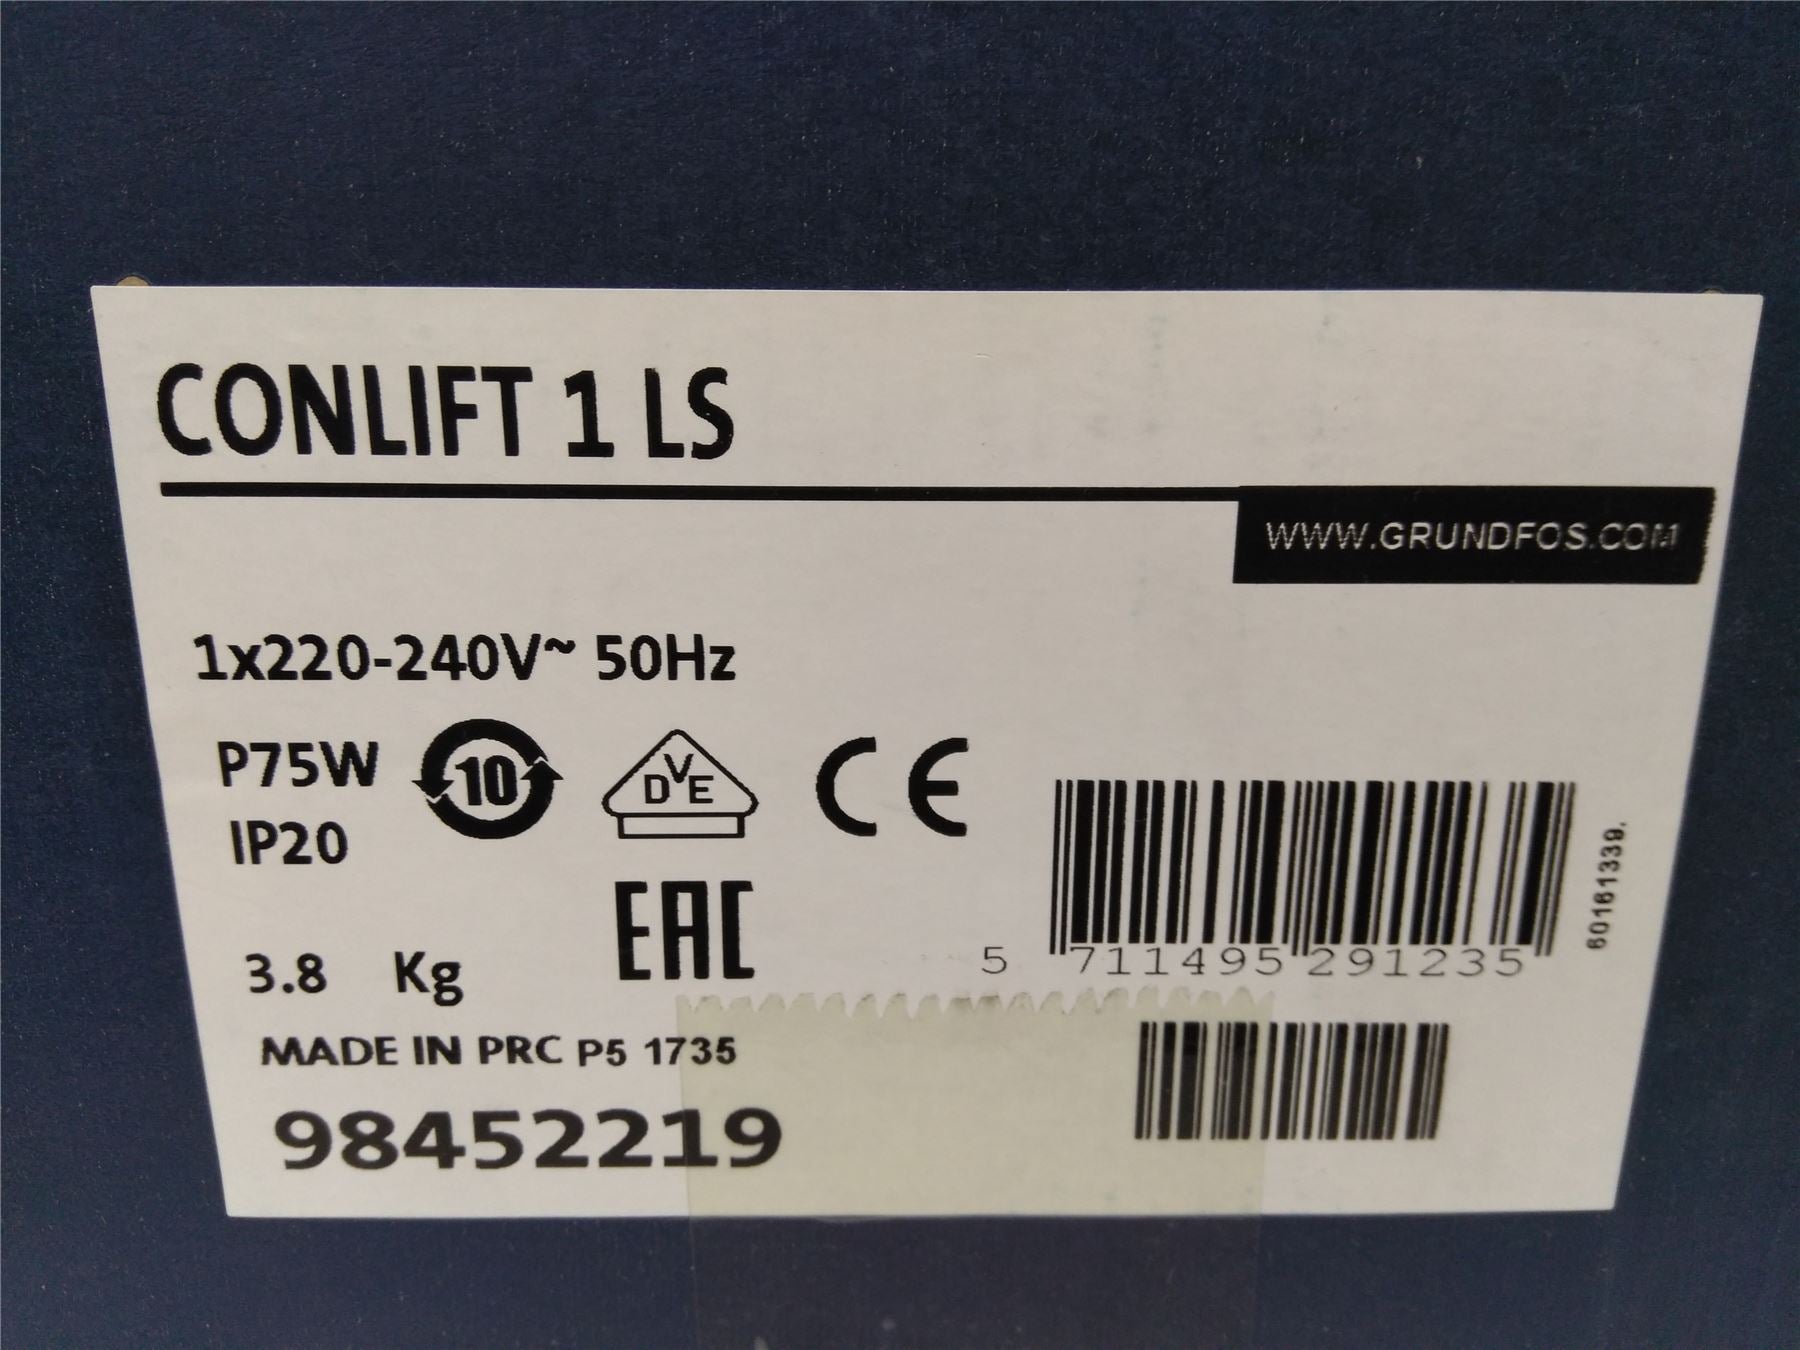 CONLIFT 1 LS
WWW.GRUNDFOS.COM
1x220-240V~ 50Hz
P75W
10
DVE
CE
IP20
EAC
3.8 Kg
5 711495 291235
60161339.
MADE IN PRC P5 1735
98452219